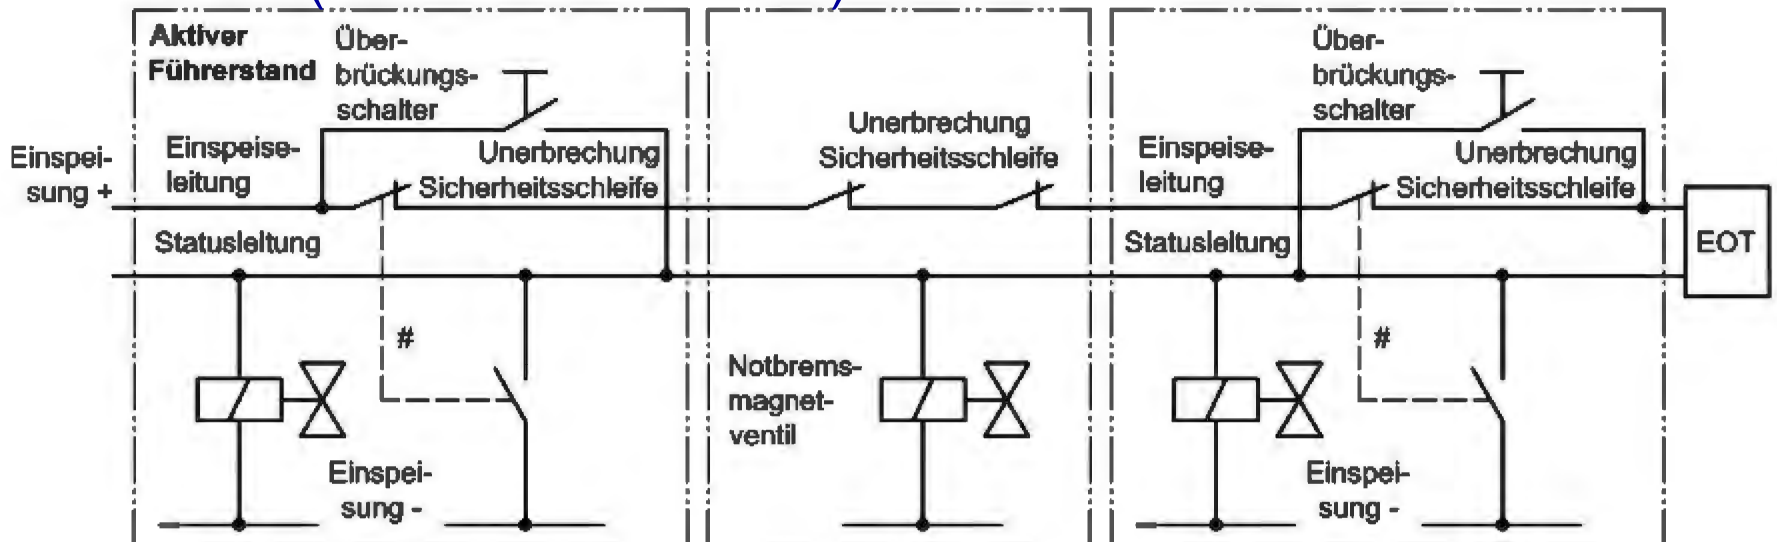 Aktiver
Führerstand
Über-
brückungs-
schalter
Einspei-
sung +
Einspeise-
leitung
Unerbrechung
Sicherheitsschleife
Statusleitung
#
Einspei-
sung -
Unerbrechung
Sicherheitsschleife
Notbrems-
magnet-
ventil
Über-
brückungs-
schalter
Einspeise-
leitung
Unerbrechung
Sicherheitsschleife
Statusleitung
#
Einspei-
sung -
EOT